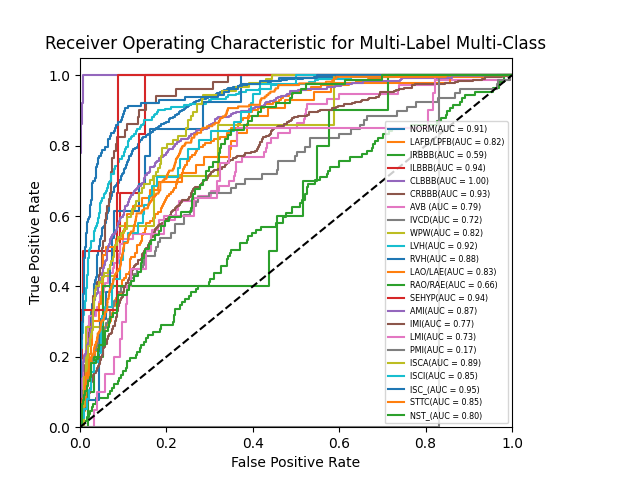 Receiver Operating Characteristic for Multi-Label Multi-Class
1.0
0.8
0.6
0.4
0.2
0.0
True Positive Rate
NORM(AUC = 0.91)
LAFB/LPFB(AUC = 0.82)
IRBBB(AUC = 0.59)
ILBBB(AUC = 0.94)
CLBBB(AUC = 1.00)
CRBBB(AUC = 0.93)
AVB (AUC = 0.79)
IVCD(AUC = 0.72)
WPW(AUC = 0.82)
LVH(AUC = 0.92)
RVH(AUC = 0.88)
LAO/LAE(AUC = 0.83)
RAO/RAE(AUC = 0.66)
SEHYP(AUC = 0.94)
AMI(AUC = 0.87)
IMI(AUC = 0.77)
LMI(AUC = 0.73)
PMI(AUC = 0.17)
ISCA(AUC = 0.89)
ISCI(AUC = 0.85)
ISC_(AUC = 0.95)
STTC(AUC = 0.85)
NST_(AUC = 0.80)
0.0 0.2 0.4 0.6 0.8 1.0
False Positive Rate